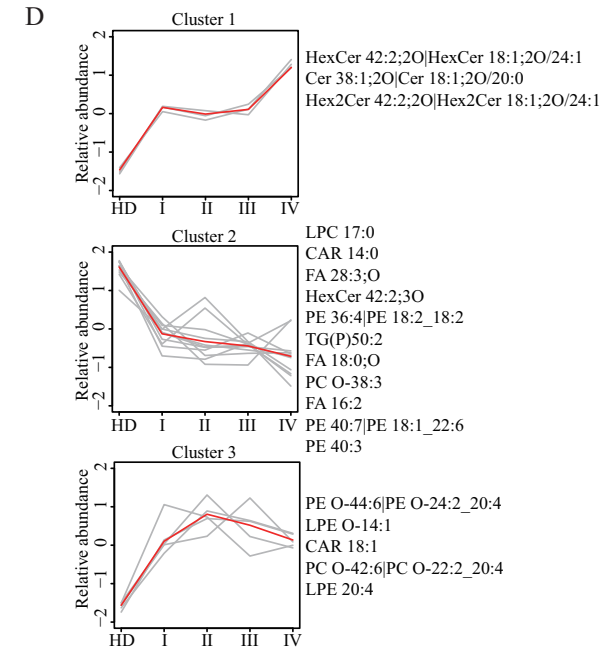 D
Cluster 1
Relative abundance
2
1
0
−1
−2
HD I II III IV
HexCer 42:2;2O|HexCer 18:1;2O/24:1
Cer 38:1;2O|Cer 18:1;2O/20:0
Hex2Cer 42:2;2O|Hex2Cer 18:1;2O/24:1
Cluster 2
Relative abundance
2
1
0
−1
−2
HD I II III IV
LPC 17:0
CAR 14:0
FA 28:3;O
HexCer 42:2;3O
PE 36:4|PE 18:2_18:2
TG(P)50:2
FA 18:0;O
PC O-38:3
FA 16:2
PE 40:7|PE 18:1_22:6
PE 40:3
Cluster 3
Relative abundance
2
1
0
−1
−2
HD I II III IV
PE O-44:6|PE O-24:2_20:4
LPE O-14:1
CAR 18:1
PC O-42:6|PC O-22:2_20:4
LPE 20:4